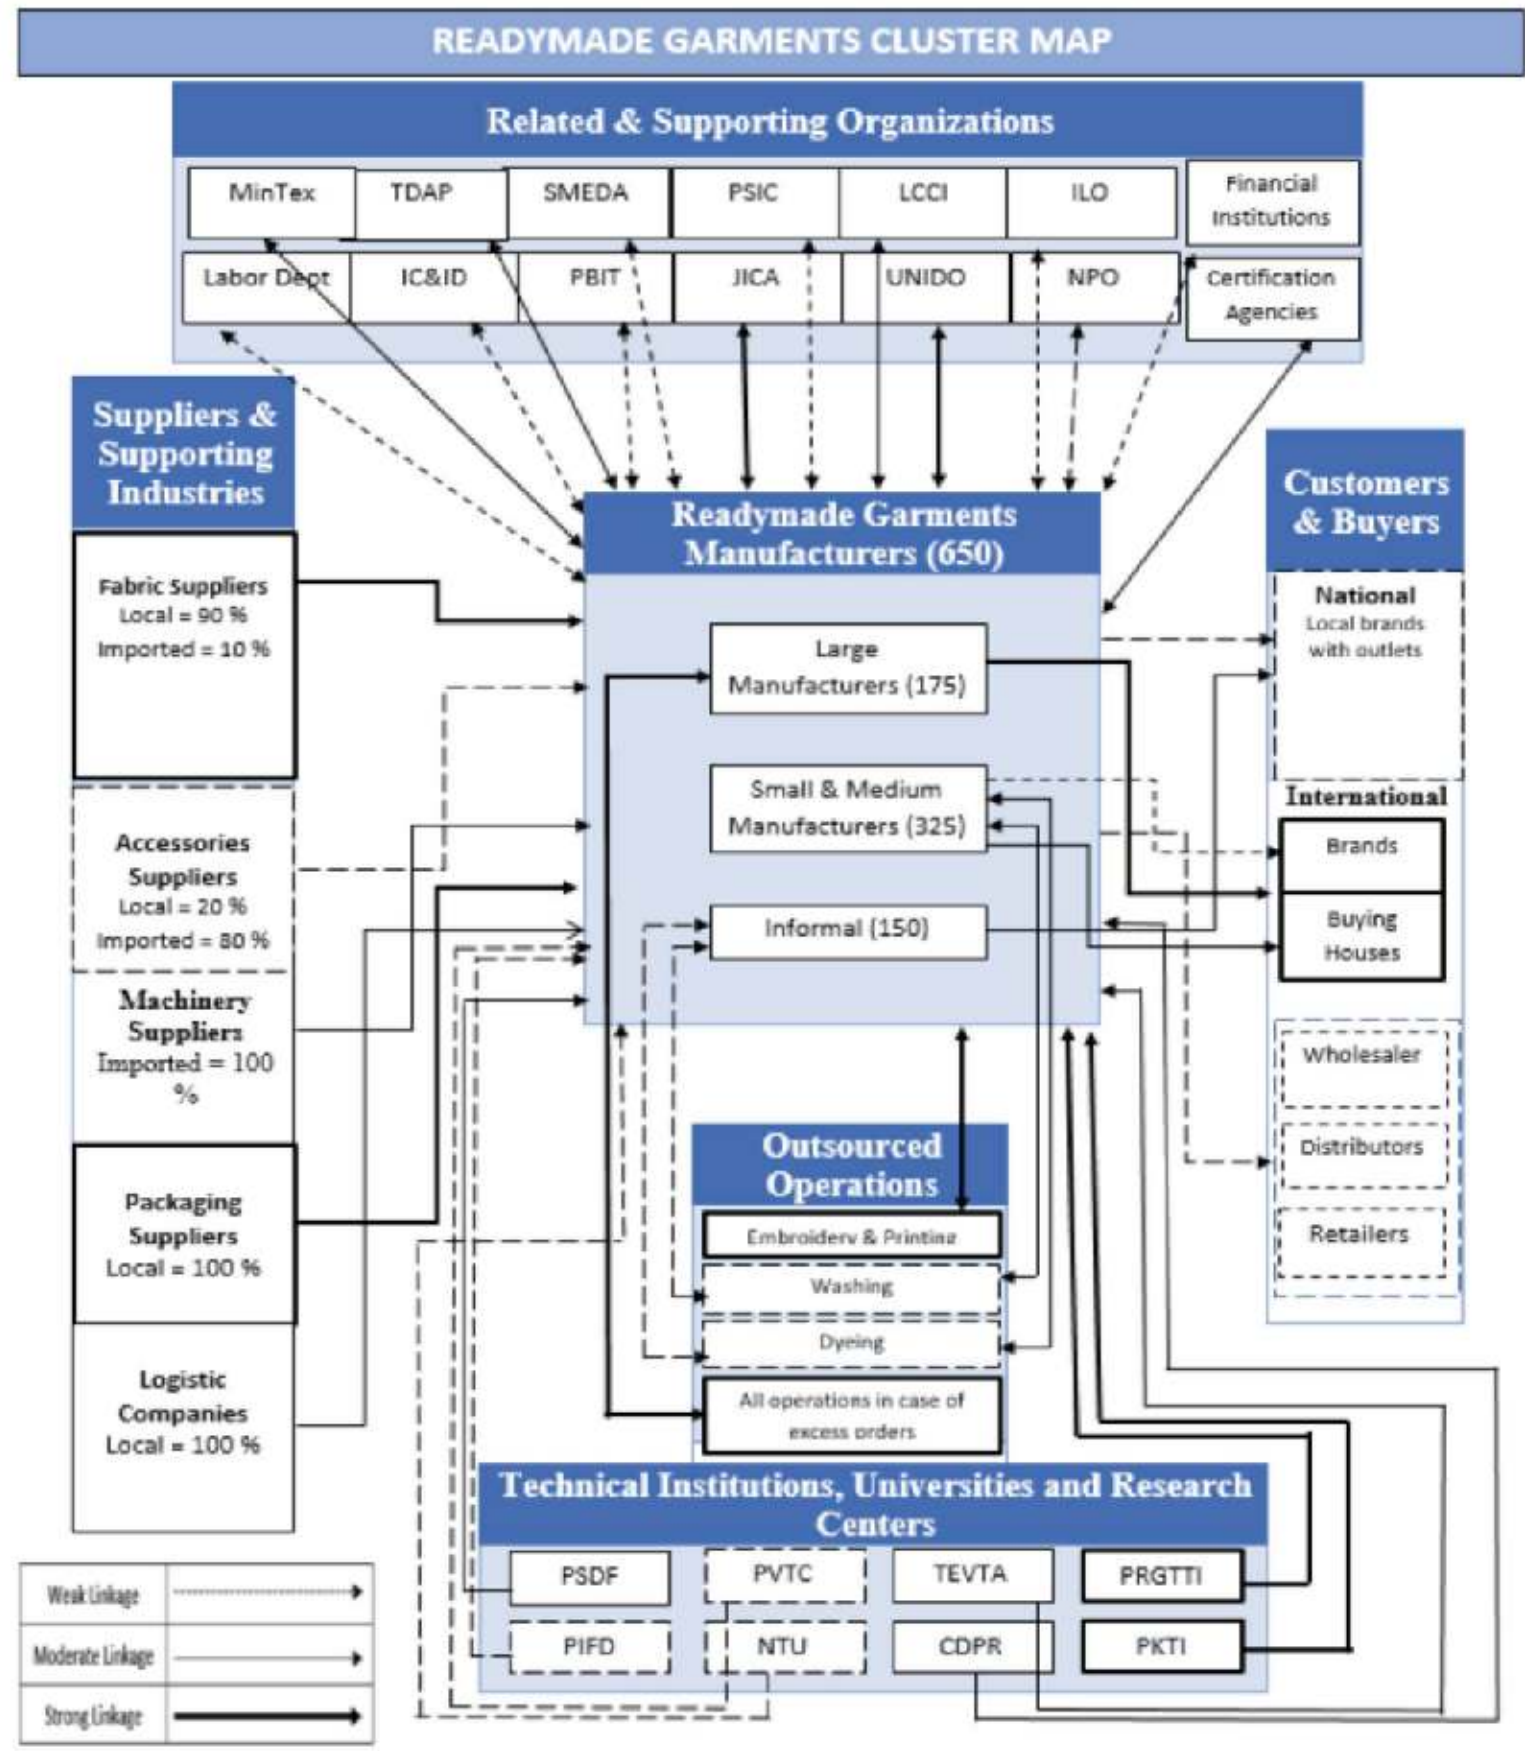 READYMADE GARMENTS CLUSTER MAP
Related & Supporting Organizations
MinTex
TDAP
SMEDA
PSIC
LCCI
ILO
Financial
Institutions
Labor Dept
IC&ID
PBIT
JICA
UNIDO
NPO
Certification
Agencies
Suppliers &
Supporting
Industries
Fabric Suppliers
Local = 90 %
Imported = 10 %
Accessories
Suppliers
Local = 20 %
Imported = 80 %
Machinery
Suppliers
Imported = 100
%
Packaging
Suppliers
Local = 100 %
Logistic
Companies
Local = 100 %
Readymade Garments
Manufacturers (650)
Large
Manufacturers (175)
Small & Medium
Manufacturers (325)
Informal (150)
Customers
& Buyers
National
Local brands
with outlets
International
Brands
Buying
Houses
Wholesaler
Distributors
Retailers
Outsourced
Operations
Embroidery & Printing
Washing
Dyeing
All operations in case of
excess orders
Technical Institutions, Universities and Research
Centers
PSDF
PVTC
TEVTA
PRGTTI
PIFD
NTU
CDPR
PKTI
Weak Linkage
Moderate Linkage
Strong Linkage